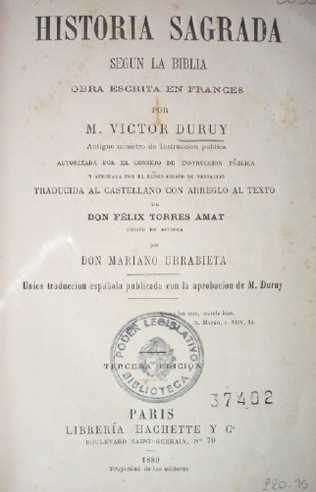 HISTORIA SAGRADA
SEGUN LA BIBLIA
OBRA ESCRITA EN FRANCES
POR
M. VICTOR DURUY
Antiguo ministro de Instruccion pública
AUTORIZADA POR EL CONSEJO DE INSTRUCCION PÚBLICA
Y APROBADA POR EL SEÑOR OBISPO DE VERSALLES
TRADUCIDA AL CASTELLANO CON ARREGLO AL TEXTO
DE
DON FÉLIX TORRES AMAT
OBISPO DE ASTORGA
por
DON MARIANO URRABIETA
Unica traduccion española publicada con la aprobacion de M. Duruy
PODER LEGISLATIVO
BIBLIOTECA
TERCERA EDICION
37402
PARIS
LIBRERÍA HACHETTE Y Cª
BOULEVARD SAINT-GERMAIN, Nº 79
1880
Propiedad de los editores
220.95